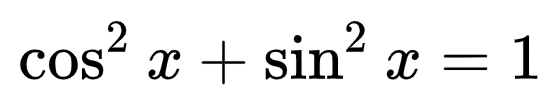 cos² x + sin² x = 1